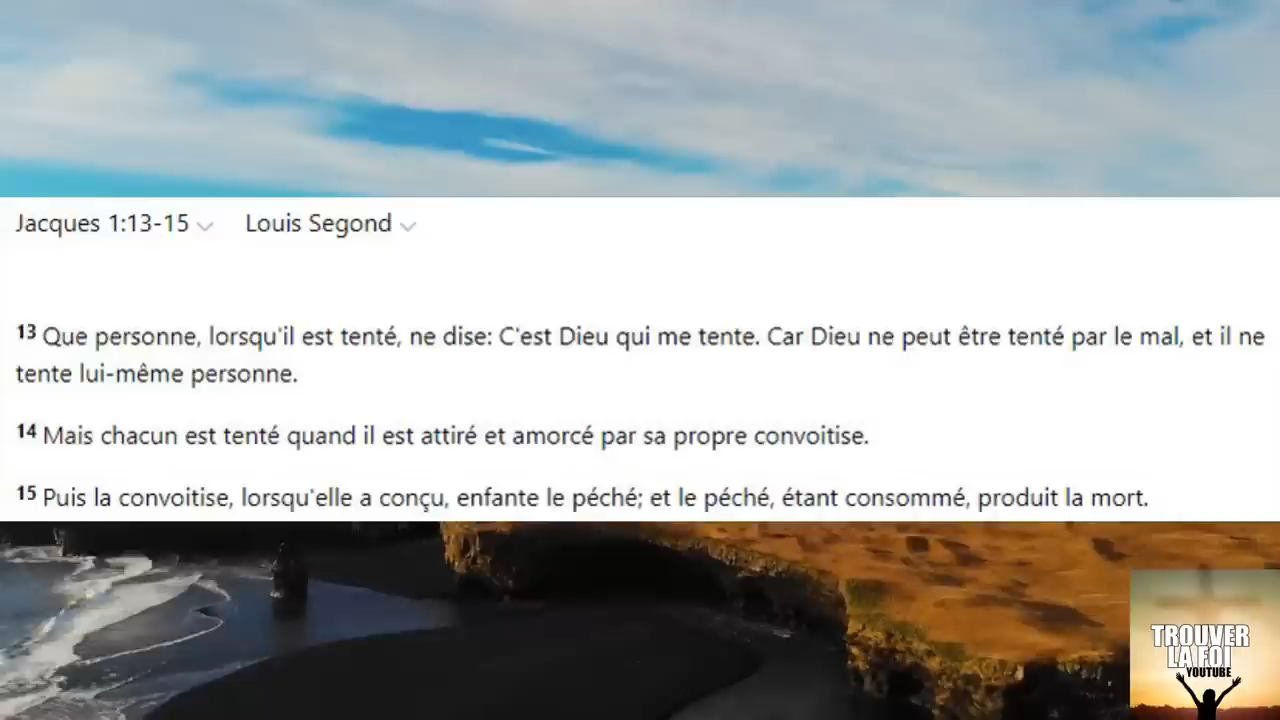 Jacques 1:13-15 Louis Segond
13 Que personne, lorsqu'il est tenté, ne dise: C'est Dieu qui me tente. Car Dieu ne peut être tenté par le mal, et il ne
tente lui-même personne.
14 Mais chacun est tenté quand il est attiré et amorcé par sa propre convoitise.
15 Puis la convoitise, lorsqu'elle a conçu, enfante le péché; et le péché, étant consommé, produit la mort.
TROUVER
LA FOI
YOUTUBE